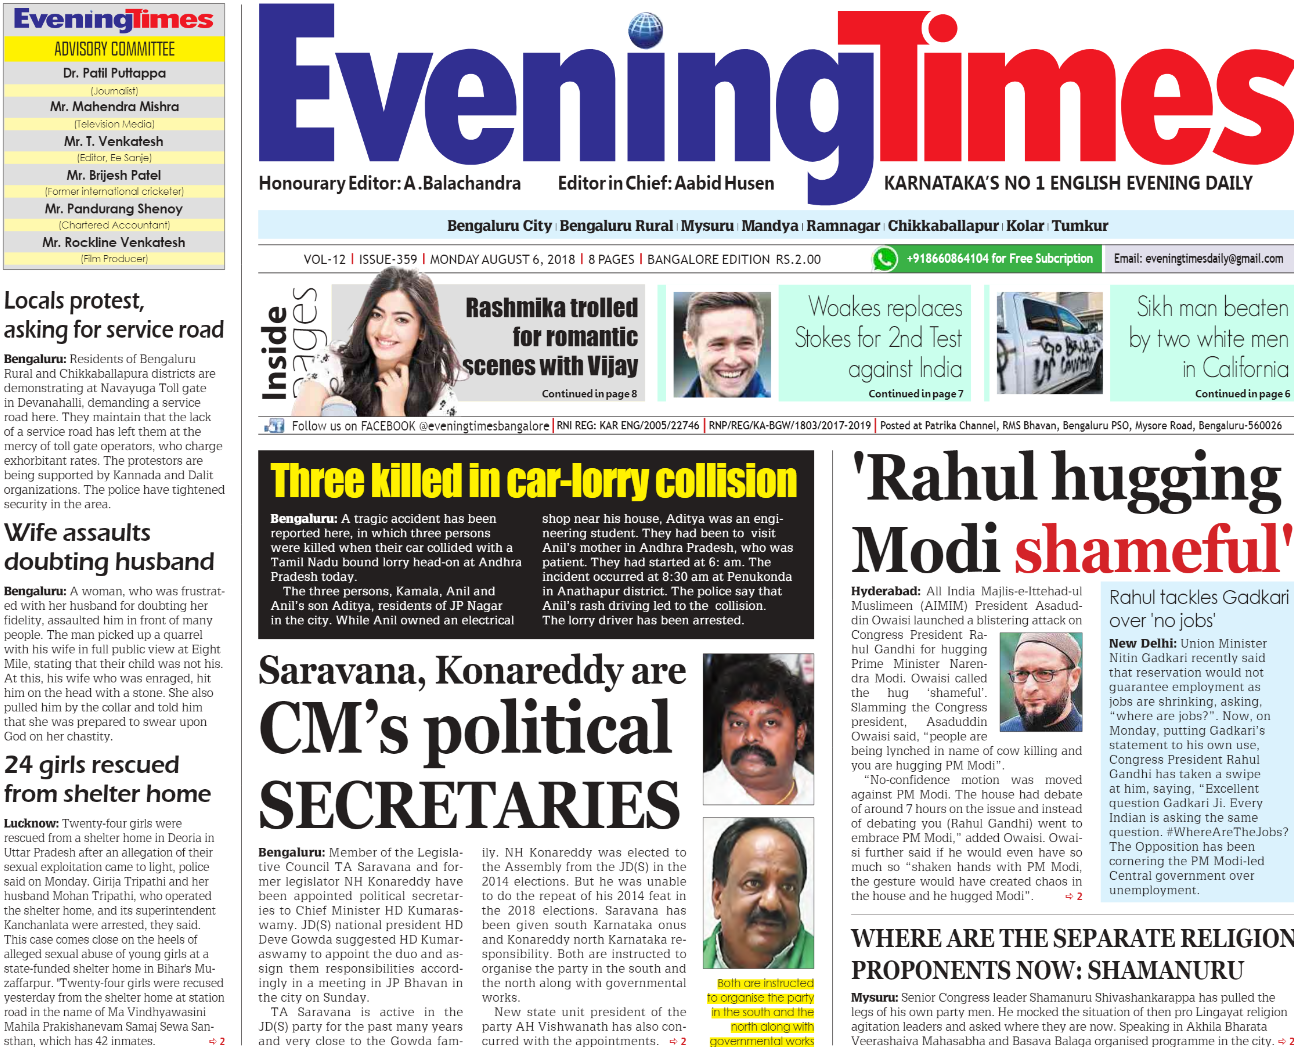 EveningTimes
ADVISORY COMMITTEE
Dr. Patil Puttappa
(Journalist)
Mr. Mahendra Mishra
(Television Media)
Mr. T. Venkatesh
(Editor, Ee Sanje)
Mr. Brijesh Patel
(Former international cricketer)
Mr. Pandurang Shenoy
(Chartered Accountant)
Mr. Rockline Venkatesh
(Film Producer)
EveningTimes
Honourary Editor: A .Balachandra
Editor in Chief: Aabid Husen
KARNATAKA'S NO 1 ENGLISH EVENING DAILY
Bengaluru City | Bengaluru Rural | Mysuru | Mandya | Ramnagar | Chikkaballapur | Kolar | Tumkur
VOL-12 | ISSUE-359 | MONDAY AUGUST 6, 2018 | 8 PAGES | BANGALORE EDITION RS.2.00
+918660864104 for Free Subcription
Email: eveningtimesdaily@gmail.com
Inside
pages
Rashmika trolled
for romantic
scenes with Vijay
Continued in page 8
Woakes replaces
Stokes for 2nd Test
against India
Continued in page 7
Sikh man beaten
by two white men
in California
Continued in page 6
Follow us on FACEBOOK @eveningtimesbangalore | RNI REG: KAR ENG/2005/22746 | RNP/REG/KA-BGW/1803/2017-2019 | Posted at Patrika Channel, RMS Bhavan, Bengaluru PSO, Mysore Road, Bengaluru-560026
Locals protest,
asking for service road
Bengaluru: Residents of Bengaluru
Rural and Chikkaballapura districts are
demonstrating at Navayuga Toll gate
in Devanahalli, demanding a service
road here. They maintain that the lack
of a service road has left them at the
mercy of toll gate operators, who charge
exhorbitant rates. The protestors are
being supported by Kannada and Dalit
organizations. The police have tightened
security in the area.
Wife assaults
doubting husband
Bengaluru: A woman, who was frustrat-
ed with her husband for doubting her
fidelity, assaulted him in front of many
people. The man picked up a quarrel
with his wife in full public view at Eight
Mile, stating that their child was not his.
At this, his wife who was enraged, hit
him on the head with a stone. She also
pulled him by the collar and told him
that she was prepared to swear upon
God on her chastity.
24 girls rescued
from shelter home
Lucknow: Twenty-four girls were
rescued from a shelter home in Deoria in
Uttar Pradesh after an allegation of their
sexual exploitation came to light, police
said on Monday. Girija Tripathi and her
husband Mohan Tripathi, who operated
the shelter home, and its superintendent
Kanchanlata were arrested, they said.
This case comes close on the heels of
alleged sexual abuse of young girls at a
state-funded shelter home in Bihar's Mu-
zaffarpur. "Twenty-four girls were recused
yesterday from the shelter home at station
road in the name of Ma Vindhyawasini
Mahila Prakishanevam Samaj Sewa San-
sthan, which has 42 inmates. ⇨ 2
Three killed in car-lorry collision
Bengaluru: A tragic accident has been
reported here, in which three persons
were killed when their car collided with a
Tamil Nadu bound lorry head-on at Andhra
Pradesh today.
The three persons, Kamala, Anil and
Anil's son Aditya, residents of JP Nagar
in the city. While Anil owned an electrical
shop near his house, Aditya was an engi-
neering student. They had been to visit
Anil's mother in Andhra Pradesh, who was
patient. They had started at 6: am. The
incident occurred at 8:30 am at Penukonda
in Anathapur district. The police say that
Anil's rash driving led to the collision.
The lorry driver has been arrested.
Saravana, Konareddy are
CM's political
SECRETARIES
Bengaluru: Member of the Legisla-
tive Council TA Saravana and for-
mer legislator NH Konareddy have
been appointed political secretar-
ies to Chief Minister HD Kumaras-
wamy. JD(S) national president HD
Deve Gowda suggested HD Kumar-
aswamy to appoint the duo and as-
sign them responsibilities accord-
ingly in a meeting in JP Bhavan in
the city on Sunday.
TA Saravana is active in the
JD(S) party for the past many years
and very close to the Gowda fam-
ily. NH Konareddy was elected to
the Assembly from the JD(S) in the
2014 elections. But he was unable
to do the repeat of his 2014 feat in
the 2018 elections. Saravana has
been given south Karnataka onus
and Konareddy north Karnataka re-
sponsibility. Both are instructed to
organise the party in the south and
the north along with governmental
works.
New state unit president of the
party AH Vishwanath has also con-
curred with the appointments. ⇨ 2
Both are instructed
to organise the party
in the south and the
north along with
governmental works
'Rahul hugging
Modi shameful'
Hyderabad: All India Majlis-e-Ittehad-ul
Muslimeen (AIMIM) President Asadud-
din Owaisi launched a blistering attack on
Congress President Ra-
hul Gandhi for hugging
Prime Minister Naren-
dra Modi. Owaisi called
the hug 'shameful'.
Slamming the Congress
president, Asaduddin
Owaisi said, "people are
being lynched in name of cow killing and
you are hugging PM Modi".
"No-confidence motion was moved
against PM Modi. The house had debate
of around 7 hours on the issue and instead
of debating you (Rahul Gandhi) went to
embrace PM Modi," added Owaisi. Owai-
si further said if he would even have so
much so "shaken hands with PM Modi,
the gesture would have created chaos in
the house and he hugged Modi". ⇨ 2
Rahul tackles Gadkari
over 'no jobs'
New Delhi: Union Minister
Nitin Gadkari recently said
that reservation would not
guarantee employment as
jobs are shrinking, asking,
"where are jobs?". Now, on
Monday, putting Gadkari's
statement to his own use,
Congress President Rahul
Gandhi has taken a swipe
at him, saying, "Excellent
question Gadkari Ji. Every
Indian is asking the same
question. #WhereAreTheJobs?
The Opposition has been
cornering the PM Modi-led
Central government over
unemployment.
WHERE ARE THE SEPARATE RELIGION
PROPONENTS NOW: SHAMANURU
Mysuru: Senior Congress leader Shamanuru Shivashankarappa has pulled the
legs of his own party men. He mocked the situation of then pro Lingayat religion
agitation leaders and asked where they are now. Speaking in Akhila Bharata
Veerashaiva Mahasabha and Basava Balaga organised programme in the city. ⇨ 2